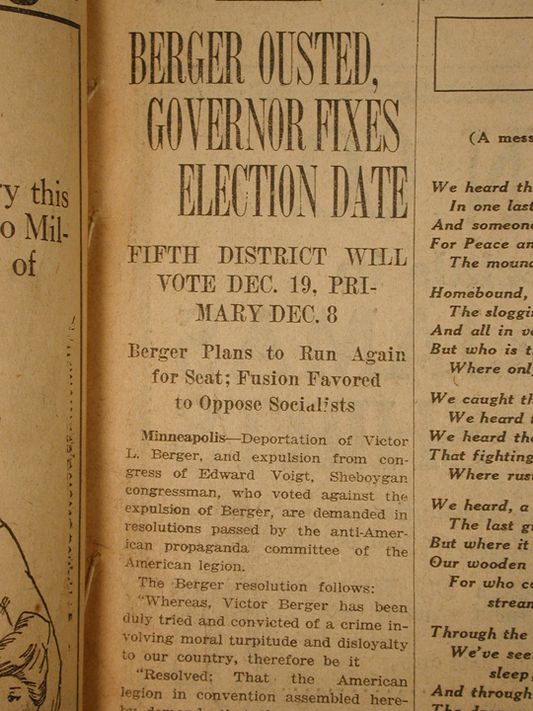 ry this
o Mil-
of
BERGER OUSTED,
GOVERNOR FIXES
ELECTION DATE
FIFTH DISTRICT WILL
VOTE DEC. 19, PRI-
MARY DEC. 8
Berger Plans to Run Again
for Seat; Fusion Favored
to Oppose Socialists
Minneapolis—Deportation of Victor
L. Berger, and expulsion from con-
gress of Edward Voigt, Sheboygan
congressman, who voted against the
expulsion of Berger, are demanded in
resolutions passed by the anti-Amer-
ican propaganda committee of the
American legion.
The Berger resolution follows:
"Whereas, Victor Berger has been
duly tried and convicted of a crime in-
volving moral turpitude and disloyalty
to our country, therefore be it
"Resolved: That the American
legion in convention assembled here-
(A mess
We heard th
In one last
And someone
For Peace an
The mound
Homebound,
The sloggi
And all in v
But who is t
Where only
We caught th
We heard t
We heard the
That fighting
Where rus
We heard, a
The last g
But where it
Our wooden
For who c
strean
Through the
We've see
sleep,
And through